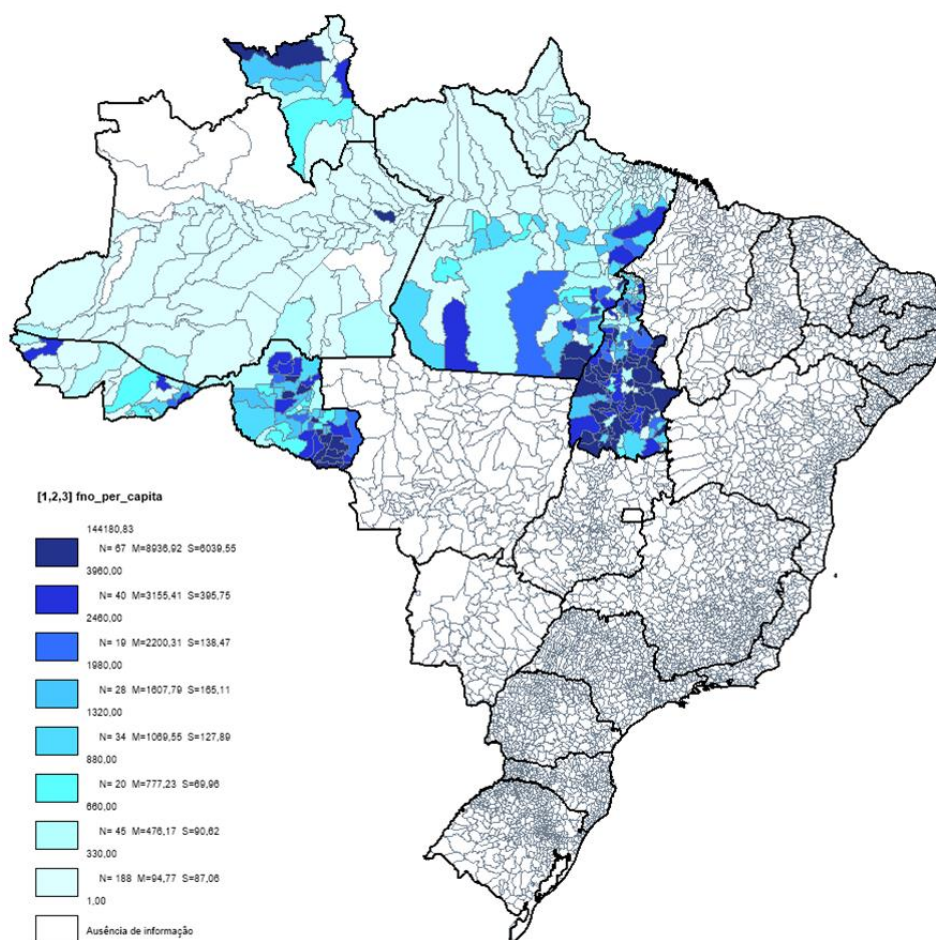 [1,2,3] fno_per_capita
144180,83
N= 67 M=8936,92 S=6039,55
3960,00
N= 40 M=3155,41 S=395,75
2460,00
N= 19 M=2200,31 S=138,47
1980,00
N= 28 M=1607,79 S=165,11
1320,00
N= 34 M=1069,55 S=127,89
880,00
N= 20 M=777,23 S=69,96
660,00
N= 45 M=476,17 S=90,62
330,00
N= 188 M=94,77 S=87,06
1,00
Ausência de informação